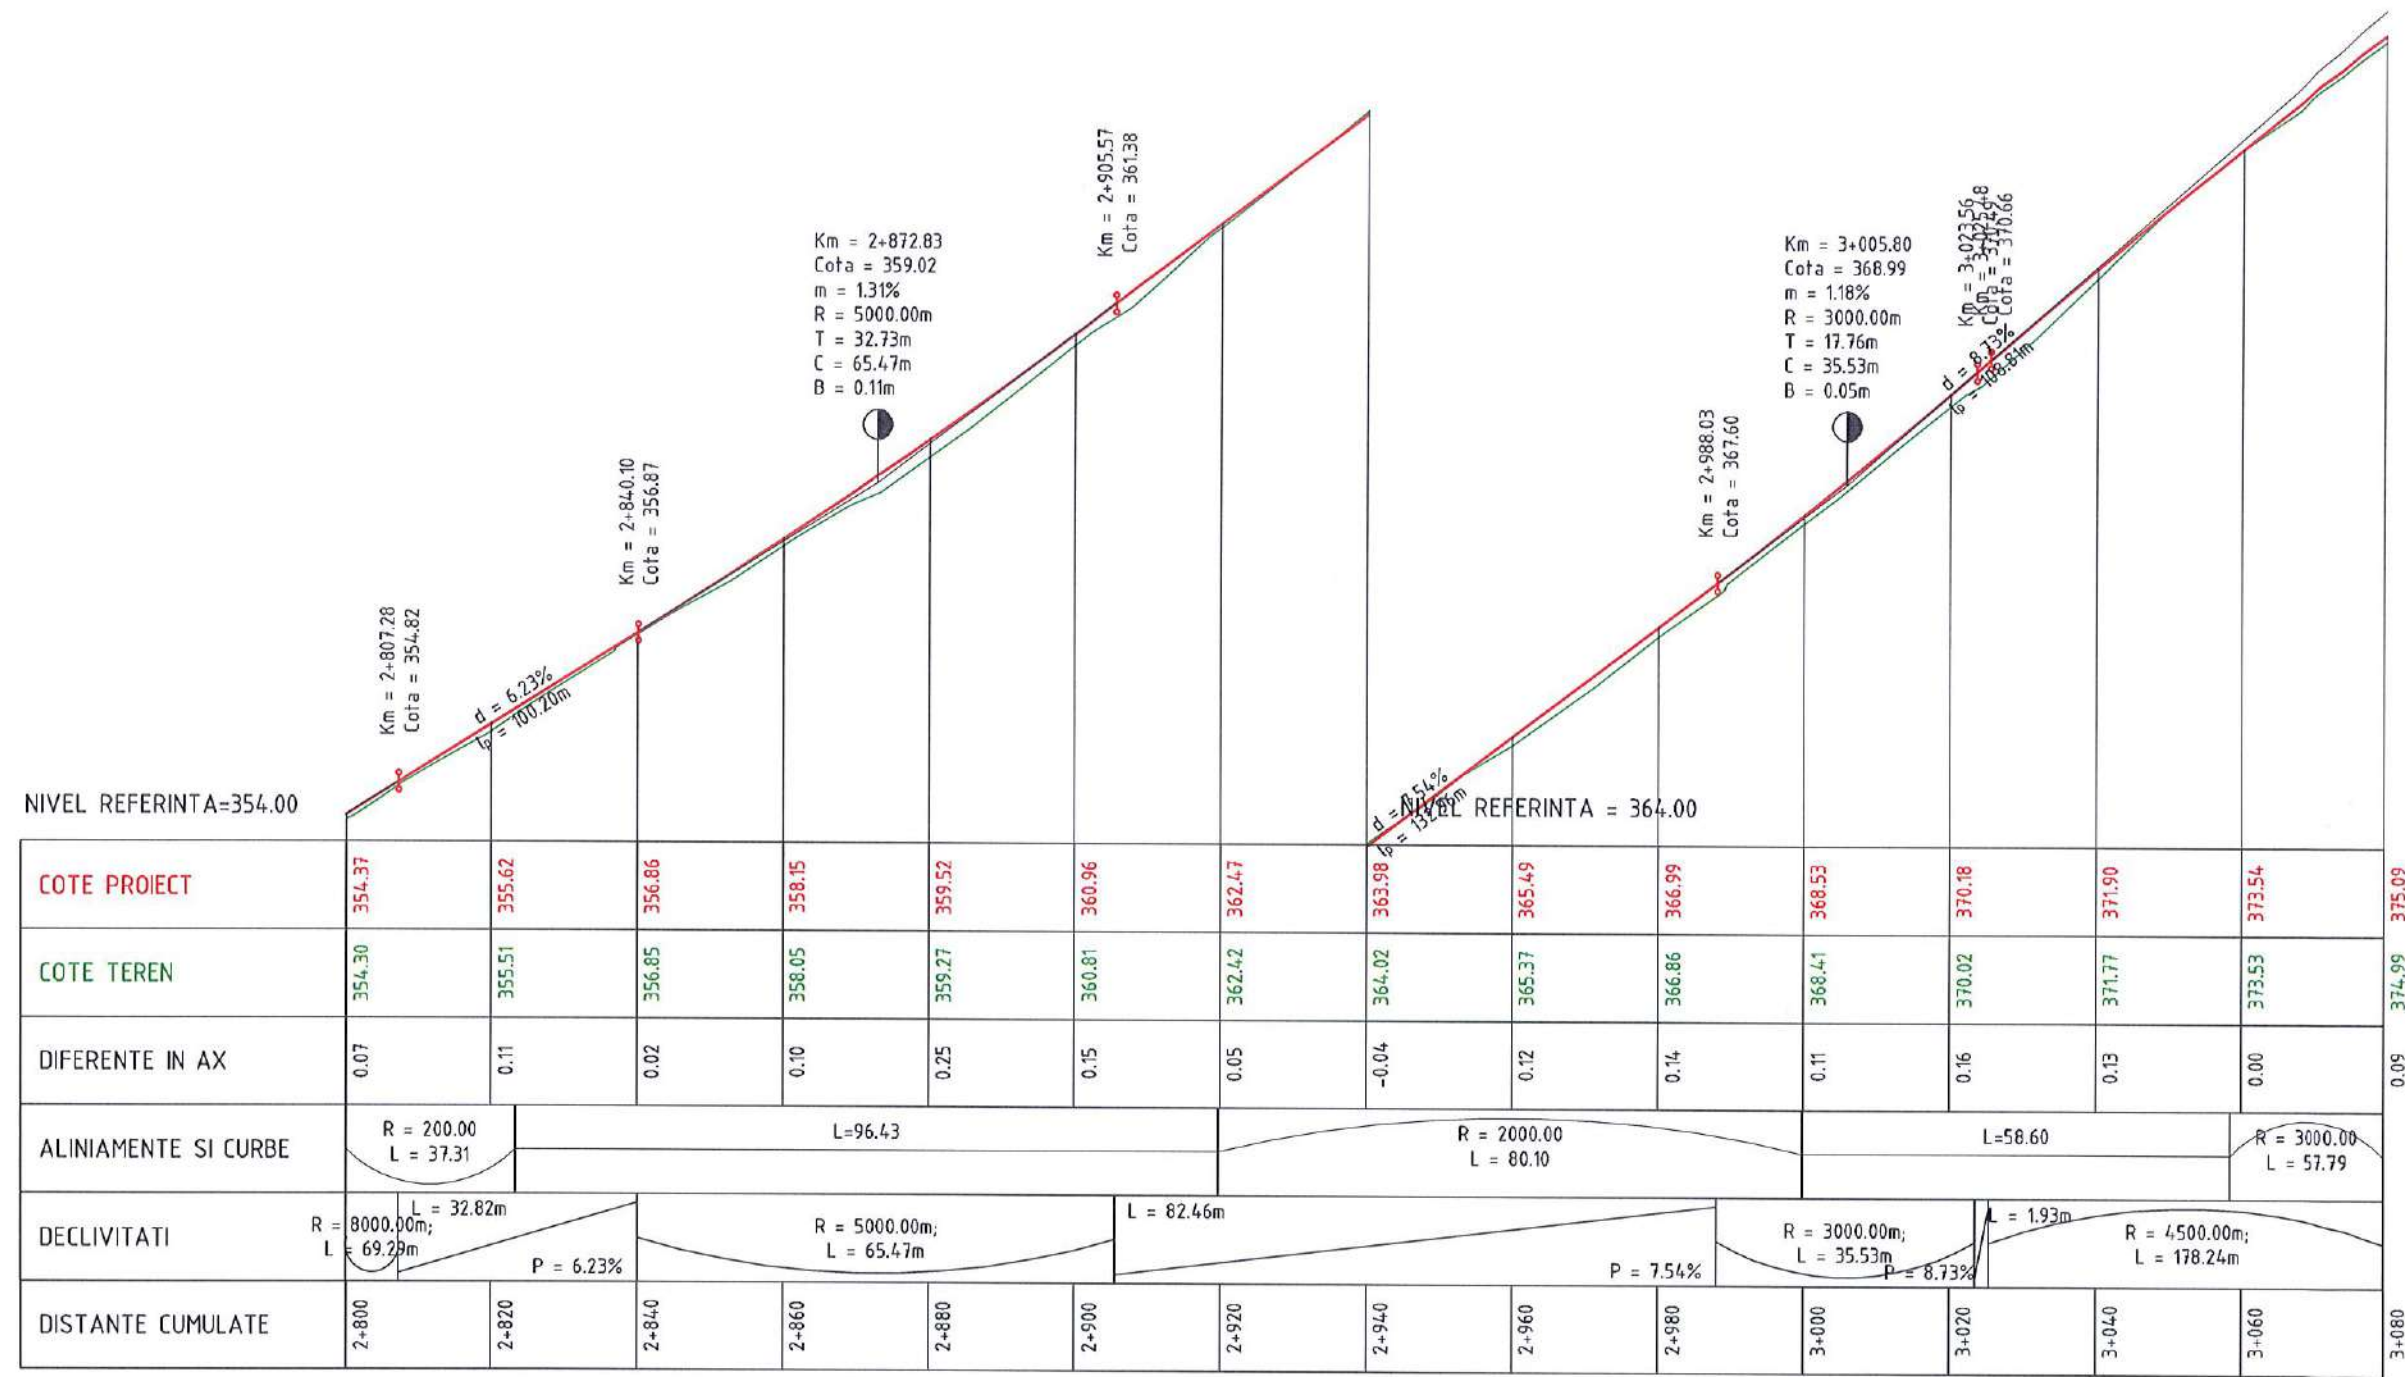 Km = 2+807.28
Cota = 354.82
d = 6.23%
lp = 100.20m
Km = 2+840.10
Cota = 356.87
Km = 2+872.83
Cota = 359.02
m = 1.31%
R = 5000.00m
T = 32.73m
C = 65.47m
B = 0.11m
Km = 2+905.57
Cota = 361.38
Km = 2+988.03
Cota = 367.60
Km = 3+005.80
Cota = 368.99
m = 1.18%
R = 3000.00m
T = 17.76m
C = 35.53m
B = 0.05m
Km = 3+023.56
Cota = 370.66
d = 8.73%
lp = 108.81m
d = 7.54%
NIVEL REFERINTA=354.00
NIVEL REFERINTA = 364.00
COTE PROIECT 354.37 355.62 356.86 358.15 359.52 360.96 362.47 363.98 365.49 366.99 368.53 370.18 371.90 373.54 375.09
COTE TEREN 354.30 355.51 356.85 358.05 359.27 360.81 362.42 364.02 365.37 366.86 368.41 370.02 371.77 373.53 374.99
DIFERENTE IN AX 0.07 0.11 0.02 0.10 0.25 0.15 0.05 -0.04 0.12 0.14 0.11 0.16 0.13 0.00 0.09
ALINIAMENTE SI CURBE
R = 200.00
L = 37.31
L=96.43
R = 2000.00
L = 80.10
L=58.60
R = 3000.00
L = 57.79
DECLIVITATI
R = 8000.00m;
L = 69.29m
L = 32.82m
P = 6.23%
R = 5000.00m;
L = 65.47m
L = 82.46m
P = 7.54%
R = 3000.00m;
L = 35.53m
P = 8.73%
L = 1.93m
R = 4500.00m;
L = 178.24m
DISTANTE CUMULATE 2+800 2+820 2+840 2+860 2+880 2+900 2+920 2+940 2+960 2+980 3+000 3+020 3+040 3+060 3+080